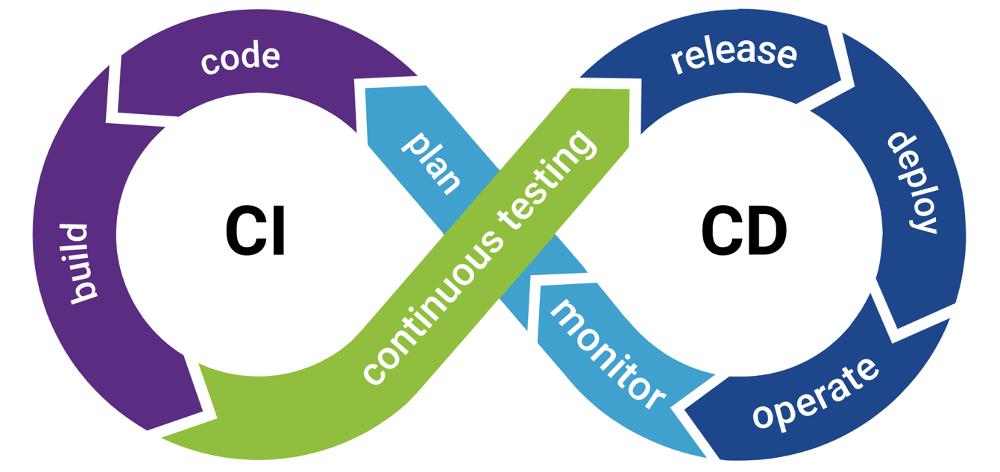 code
build
CI
plan
continuous testing
release
deploy
CD
operate
monitor